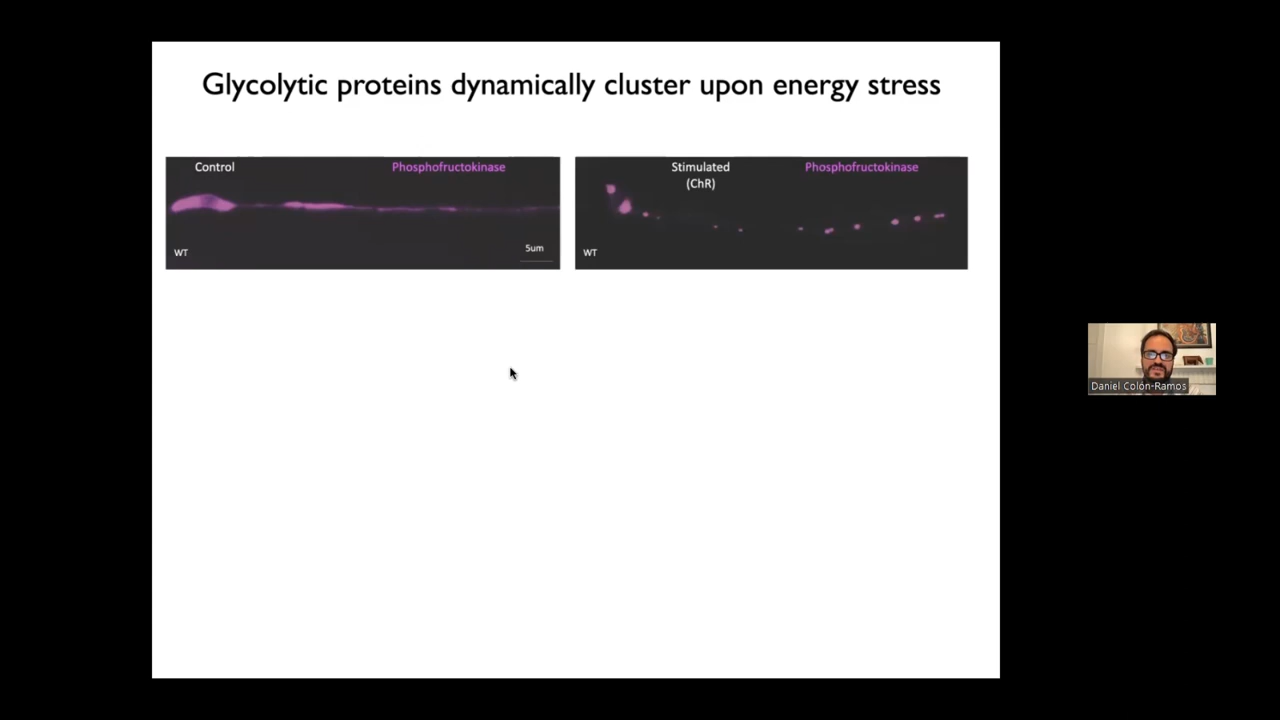 Glycolytic proteins dynamically cluster upon energy stress
Control
Phosphofructokinase
WT
5um
Stimulated
(ChR)
Phosphofructokinase
WT
Daniel Colón-Ramos